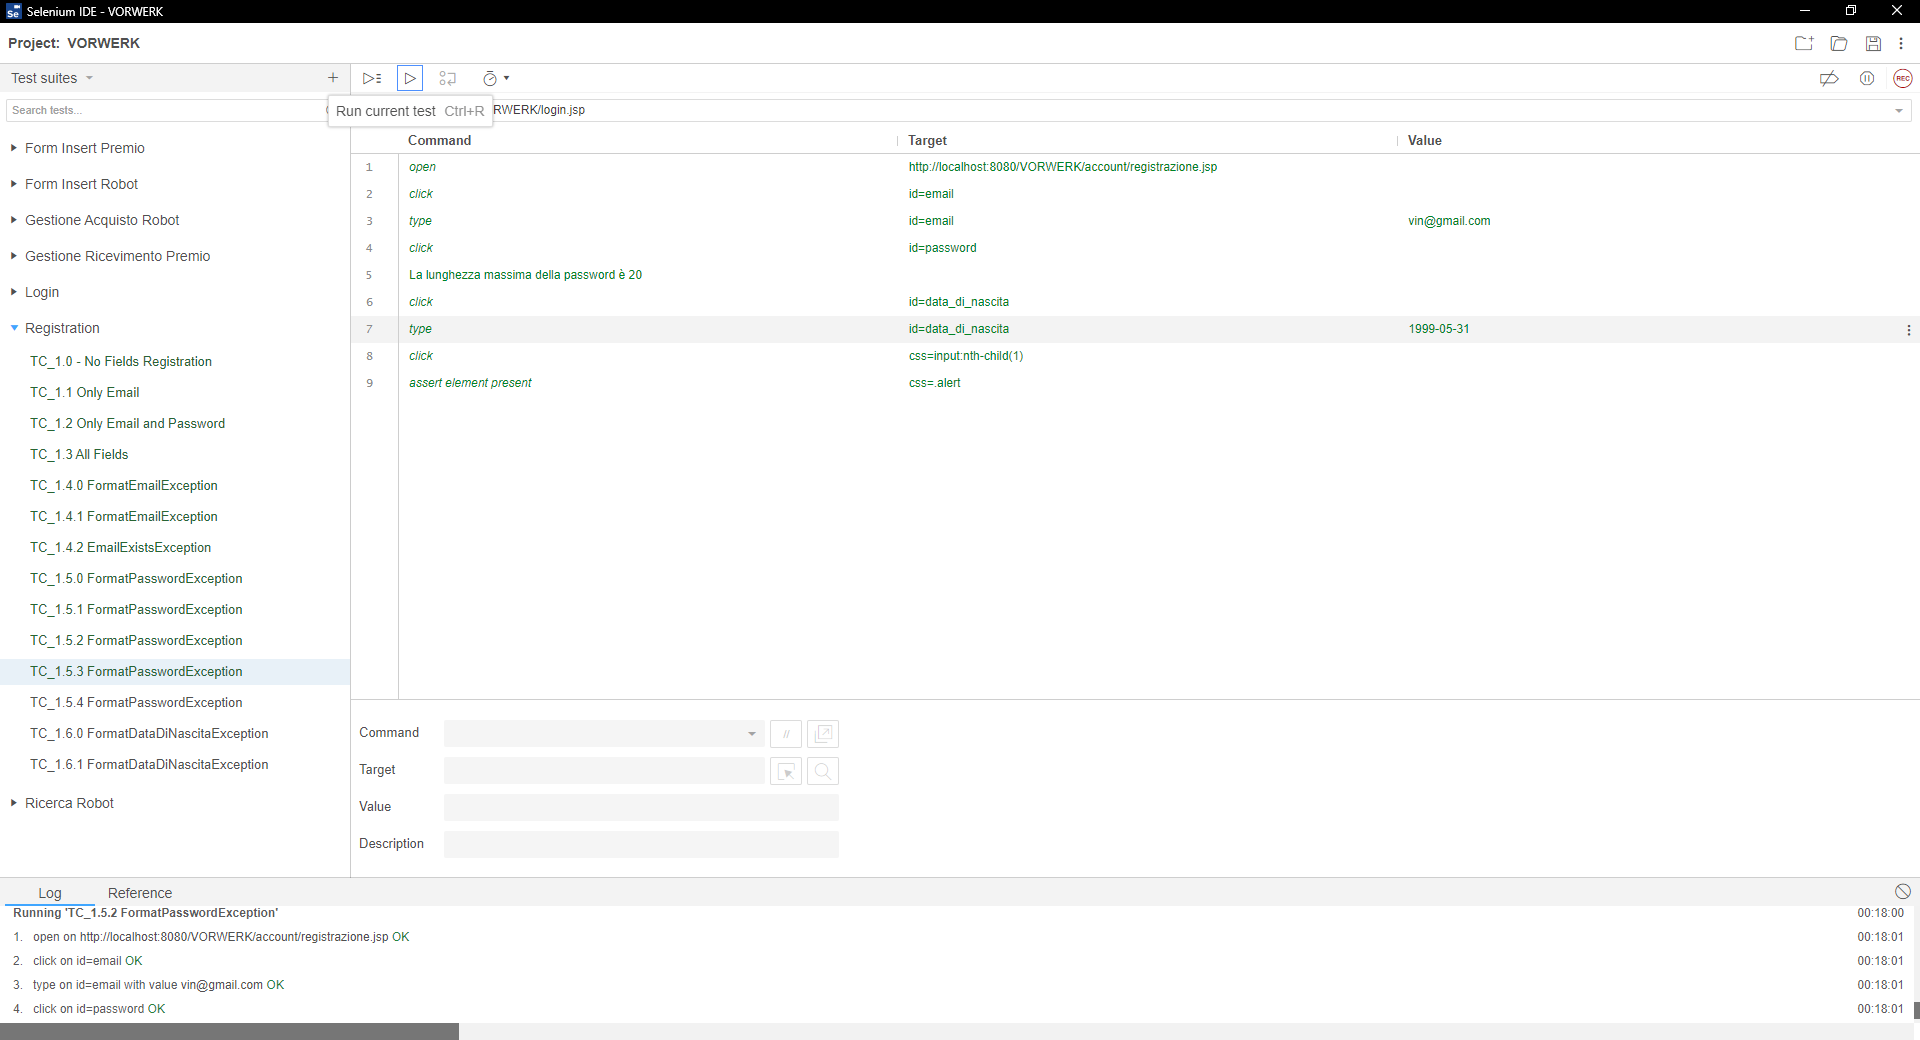 Selenium IDE - VORWERK
Project: VORWERK
Test suites
Run current test Ctrl+R
RWERK/login.jsp
Search tests...
Command Target Value
1 open http://localhost:8080/VORWERK/account/registrazione.jsp
2 click id=email
3 type id=email vin@gmail.com
4 click id=password
5 La lunghezza massima della password è 20
6 click id=data_di_nascita
7 type id=data_di_nascita 1999-05-31
8 click css=input:nth-child(1)
9 assert element present css=.alert
Form Insert Premio
Form Insert Robot
Gestione Acquisto Robot
Gestione Ricevimento Premio
Login
Registration
TC_1.0 - No Fields Registration
TC_1.1 Only Email
TC_1.2 Only Email and Password
TC_1.3 All Fields
TC_1.4.0 FormatEmailException
TC_1.4.1 FormatEmailException
TC_1.4.2 EmailExistsException
TC_1.5.0 FormatPasswordException
TC_1.5.1 FormatPasswordException
TC_1.5.2 FormatPasswordException
TC_1.5.3 FormatPasswordException
TC_1.5.4 FormatPasswordException
TC_1.6.0 FormatDataDiNascitaException
TC_1.6.1 FormatDataDiNascitaException
Ricerca Robot
Command //
Target
Value
Description
REC
Log Reference
Running 'TC_1.5.2 FormatPasswordException' 00:18:00
1. open on http://localhost:8080/VORWERK/account/registrazione.jsp OK 00:18:01
2. click on id=email OK 00:18:01
3. type on id=email with value vin@gmail.com OK 00:18:01
4. click on id=password OK 00:18:01